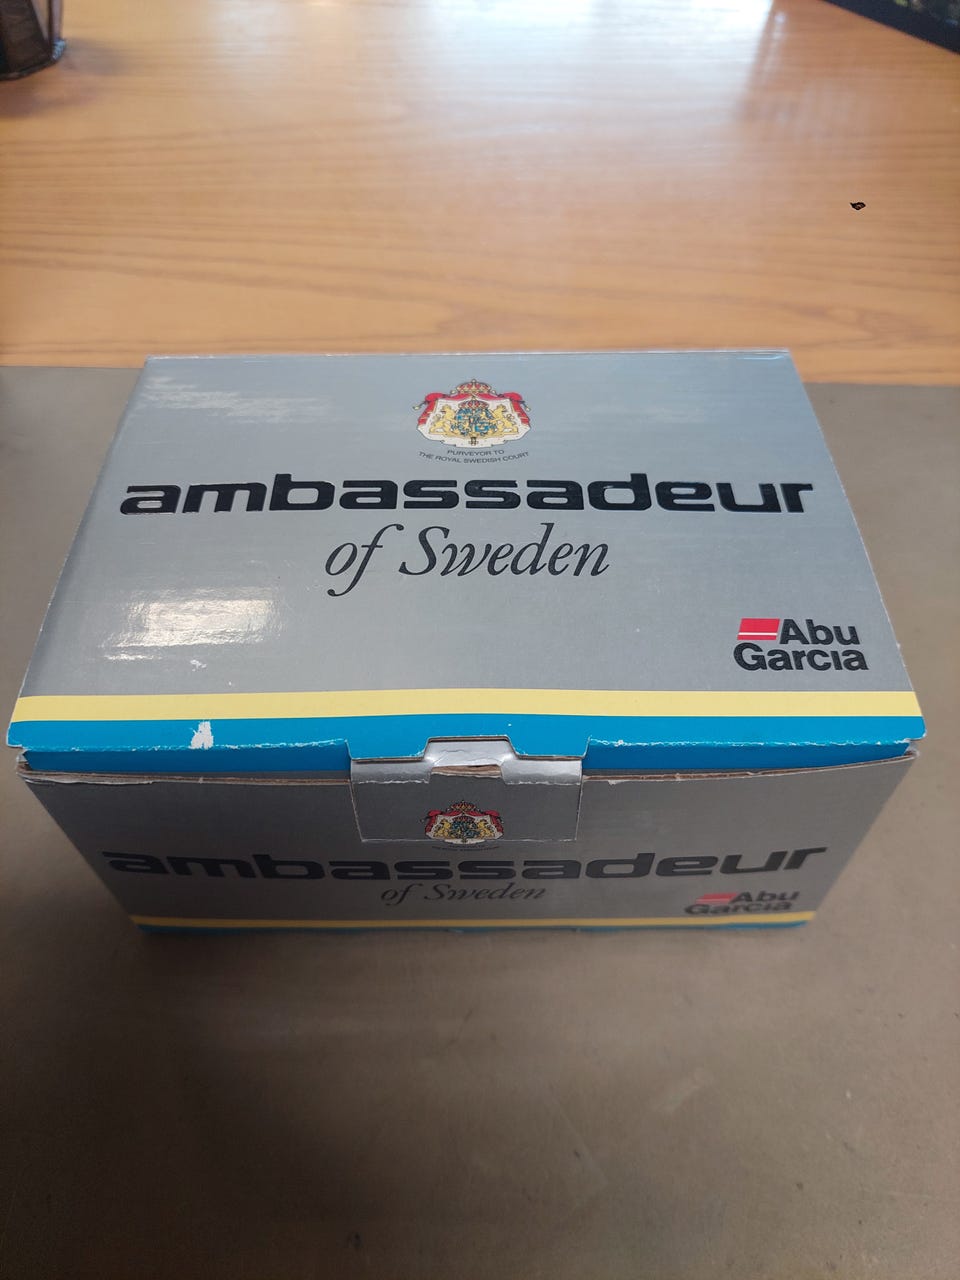 PURVEYOR TO
THE ROYAL SWEDISH COURT
ambassadeur
of Sweden
Abu
Garcia
ambassadeur
of Sweden
Abu
Garcia